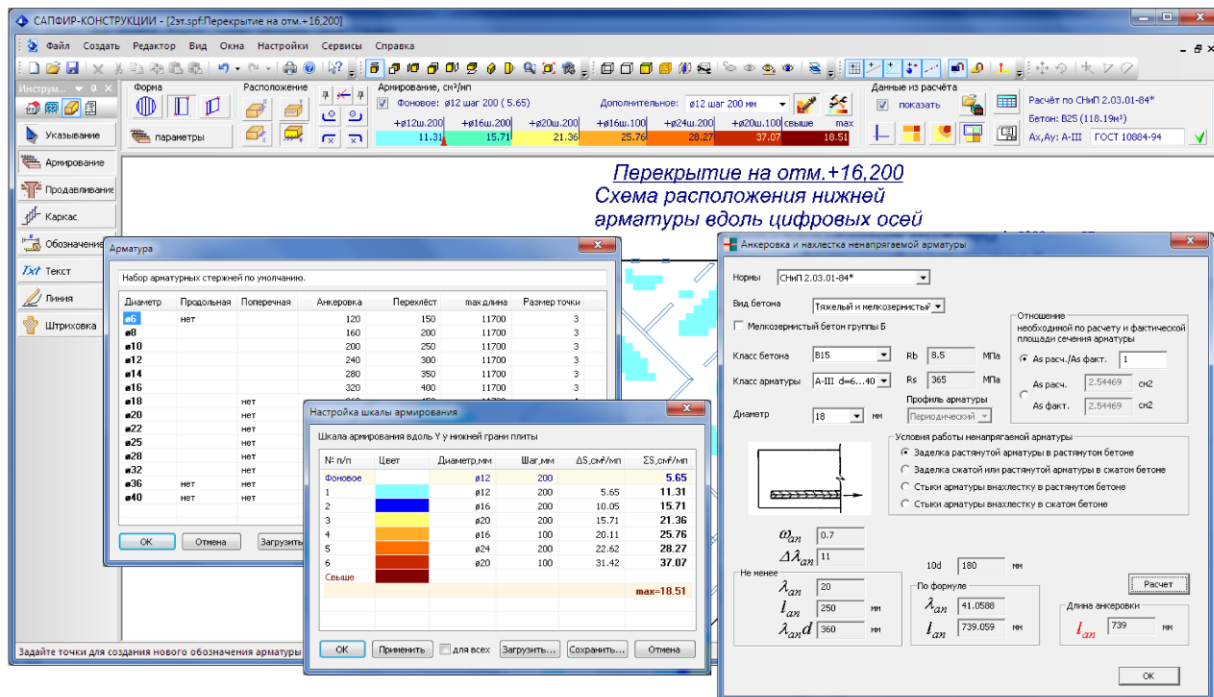 САПФИР-КОНСТРУКЦИИ - [2эт.spf:Перекрытие на отм.+16,200]
Файл Создать Редактор Вид Окна Настройки Сервисы Справка
Инструм...
Форма
Расположение
Армирование, см²/мп
Данные из расчёта
Фоновое: ø12 шаг 200 ( 5.65)
Дополнительное: ø12 шаг 200 мм
показать
Расчёт по СНиП 2.03.01-84*
Бетон: B25 (118.19м³)
Ax,Ay: A-III ГОСТ 10884-94
параметры
+ø12ш.200 +ø16ш.200 +ø20ш.200 +ø16ш.100 +ø24ш.200 +ø20ш.100 свыше max
11.31 15.71 21.36 25.76 28.27 37.07 18.51
Указывание
Армирование
Продавливание
Каркас
Обозначение
Txt Текст
Линия
Штриховка
Перекрытие на отм.+16,200
Схема расположения нижней
арматуры вдоль цифровых осей
Арматура
Набор арматурных стержней по умолчанию.
Диаметр Продольная Поперечная Анкеровка Перехлёст max длина Размер точки
ø6 нет 120 150 11700 3
ø8 160 200 11700 3
ø10 200 250 11700 3
ø12 240 300 11700 3
ø14 280 350 11700 3
ø16 320 400 11700 3
ø18 нет
ø20 нет
ø22 нет
ø25 нет
ø28 нет
ø32 нет
ø36 нет нет
ø40 нет нет
OK Отмена Загрузить
Настройка шкалы армирования
Шкала армирования вдоль Y у нижней грани плиты
№ п/п Цвет Диаметр,мм Шаг,мм ΔS,см²/мп ΣS,см²/мп
Фоновое ø12 200 5.65
1 ø12 200 5.65 11.31
2 ø16 200 10.05 15.71
3 ø20 200 15.71 21.36
4 ø16 100 20.11 25.76
5 ø24 200 22.62 28.27
6 ø20 100 31.42 37.07
Свыше
max=18.51
OK Применить для всех Загрузить... Сохранить... Отмена
Анкеровка и нахлестка ненапрягаемой арматуры
Нормы СНиП 2.03.01-84*
Вид бетона Тяжелый и мелкозернистый
Мелкозернистый бетон группы Б
Класс бетона B15 Rb 8.5 МПа
Класс арматуры A-III d=6...40 Rs 365 МПа
Профиль арматуры
Диаметр 18 мм Периодический
Отношение
необходимой по расчету и фактической
площади сечения арматуры
As расч./As факт. 1
As расч. 2.54469 см2
As факт. 2.54469 см2
Условия работы ненапрягаемой арматуры
Заделка растянутой арматуры в растянутом бетоне
Заделка сжатой или растянутой арматуры в сжатом бетоне
Стыки арматуры внахлестку в растянутом бетоне
Стыки арматуры внахлестку в сжатом бетоне
ωan 0.7
Δλan 11
10d 180 мм
Не менее
λan 20
lan 250 мм
λan d 360 мм
По формуле
λan 41.0588
lan 739.059 мм
Расчет
Длина анкеровки
lan 739 мм
OK
Задайте точки для создания нового обозначения арматуры